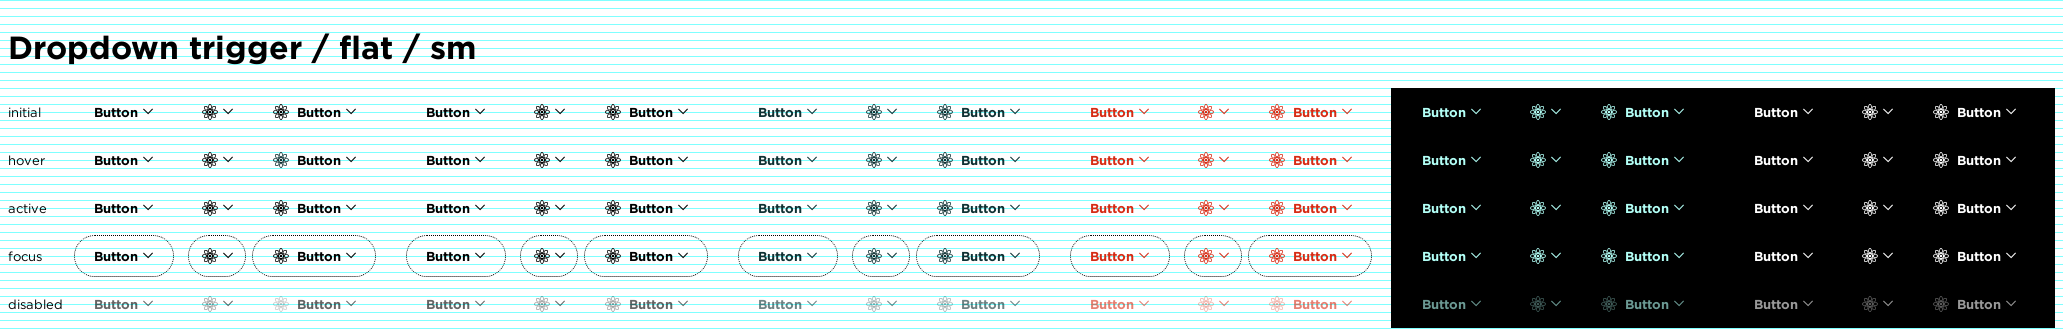 Dropdown trigger / flat / sm
initial Button Button Button Button Button Button Button Button Button Button Button Button
hover Button Button Button Button Button Button Button Button Button Button Button Button
active Button Button Button Button Button Button Button Button Button Button Button Button
focus Button Button Button Button Button Button Button Button Button Button Button Button
disabled Button Button Button Button Button Button Button Button Button Button Button Button